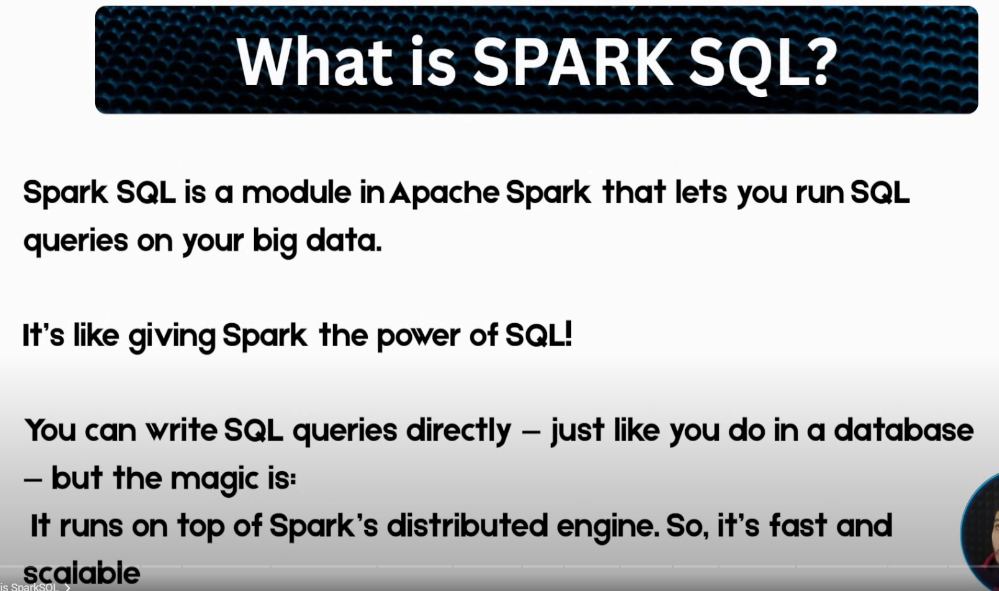 What is SPARK SQL?
Spark SQL is a module in Apache Spark that lets you run SQL
queries on your big data.
It's like giving Spark the power of SQL!
You can write SQL queries directly – just like you do in a database
– but the magic is:
It runs on top of Spark's distributed engine. So, it's fast and
scalable
is SparkSQL